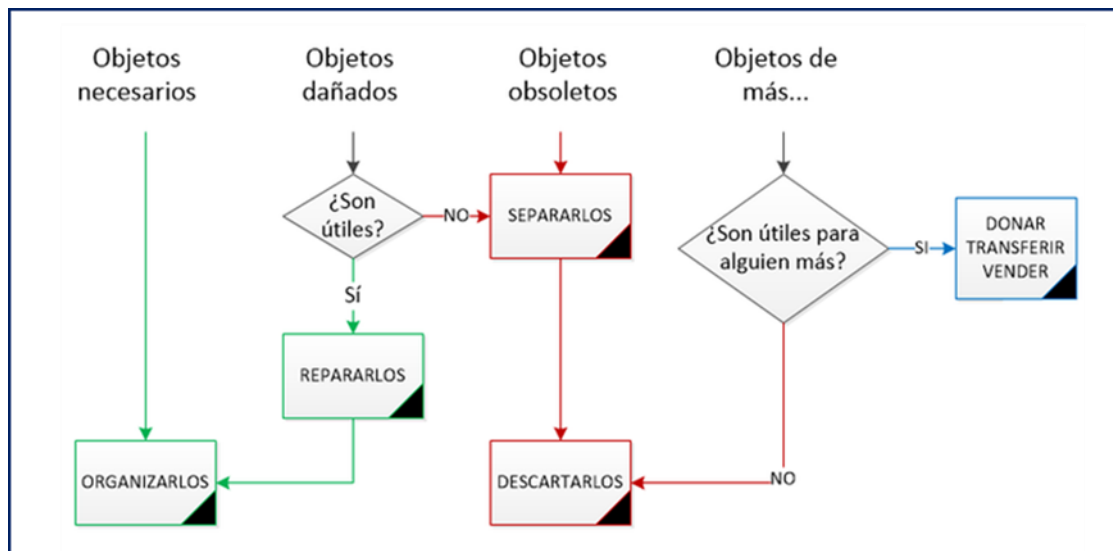 Objetos
necesarios
Objetos
dañados
Objetos
obsoletos
Objetos de
más...
¿Son
útiles?
NO
SEPARARLOS
¿Son útiles para
alguien más?
SI
DONAR
TRANSFERIR
VENDER
Sí
REPARARLOS
ORGANIZARLOS
DESCARTARLOS
NO